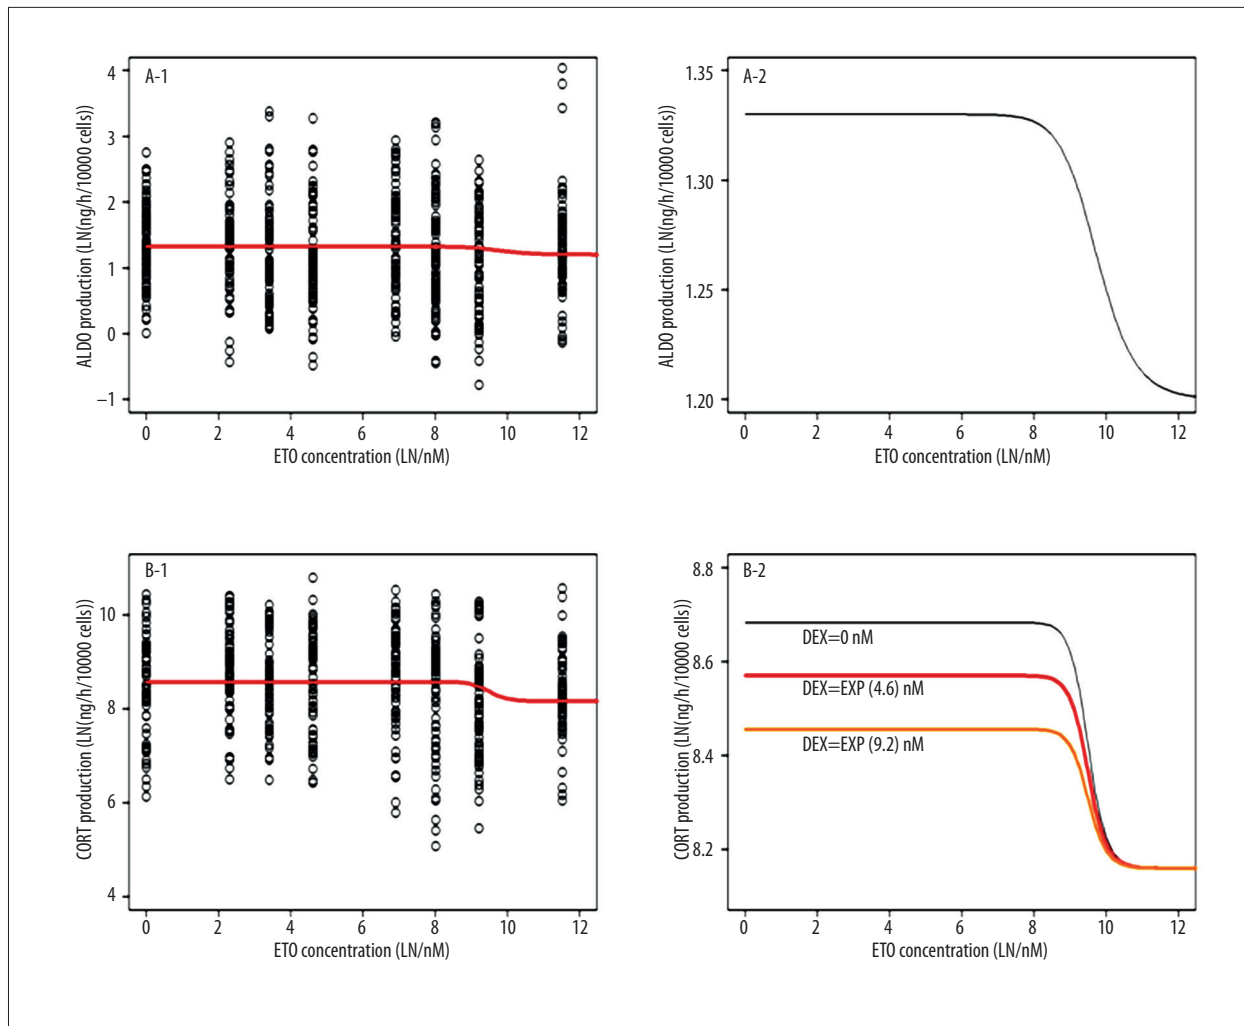 A-1
ALDO production (LN(ng/h/10000 cells))
4
3
2
1
0
–1
0 2 4 6 8 10 12
ETO concentration (LN/nM)
A-2
ALDO production (LN(ng/h/10000 cells))
1.35
1.30
1.25
1.20
0 2 4 6 8 10 12
ETO concentration (LN/nM)
B-1
CORT production (LN(ng/h/10000 cells))
10
8
6
4
0 2 4 6 8 10 12
ETO concentration (LN/nM)
B-2
CORT production (LN(ng/h/10000 cells))
8.8
8.6
8.4
8.2
DEX=0 nM
DEX=EXP (4.6) nM
DEX=EXP (9.2) nM
0 2 4 6 8 10 12
ETO concentration (LN/nM)